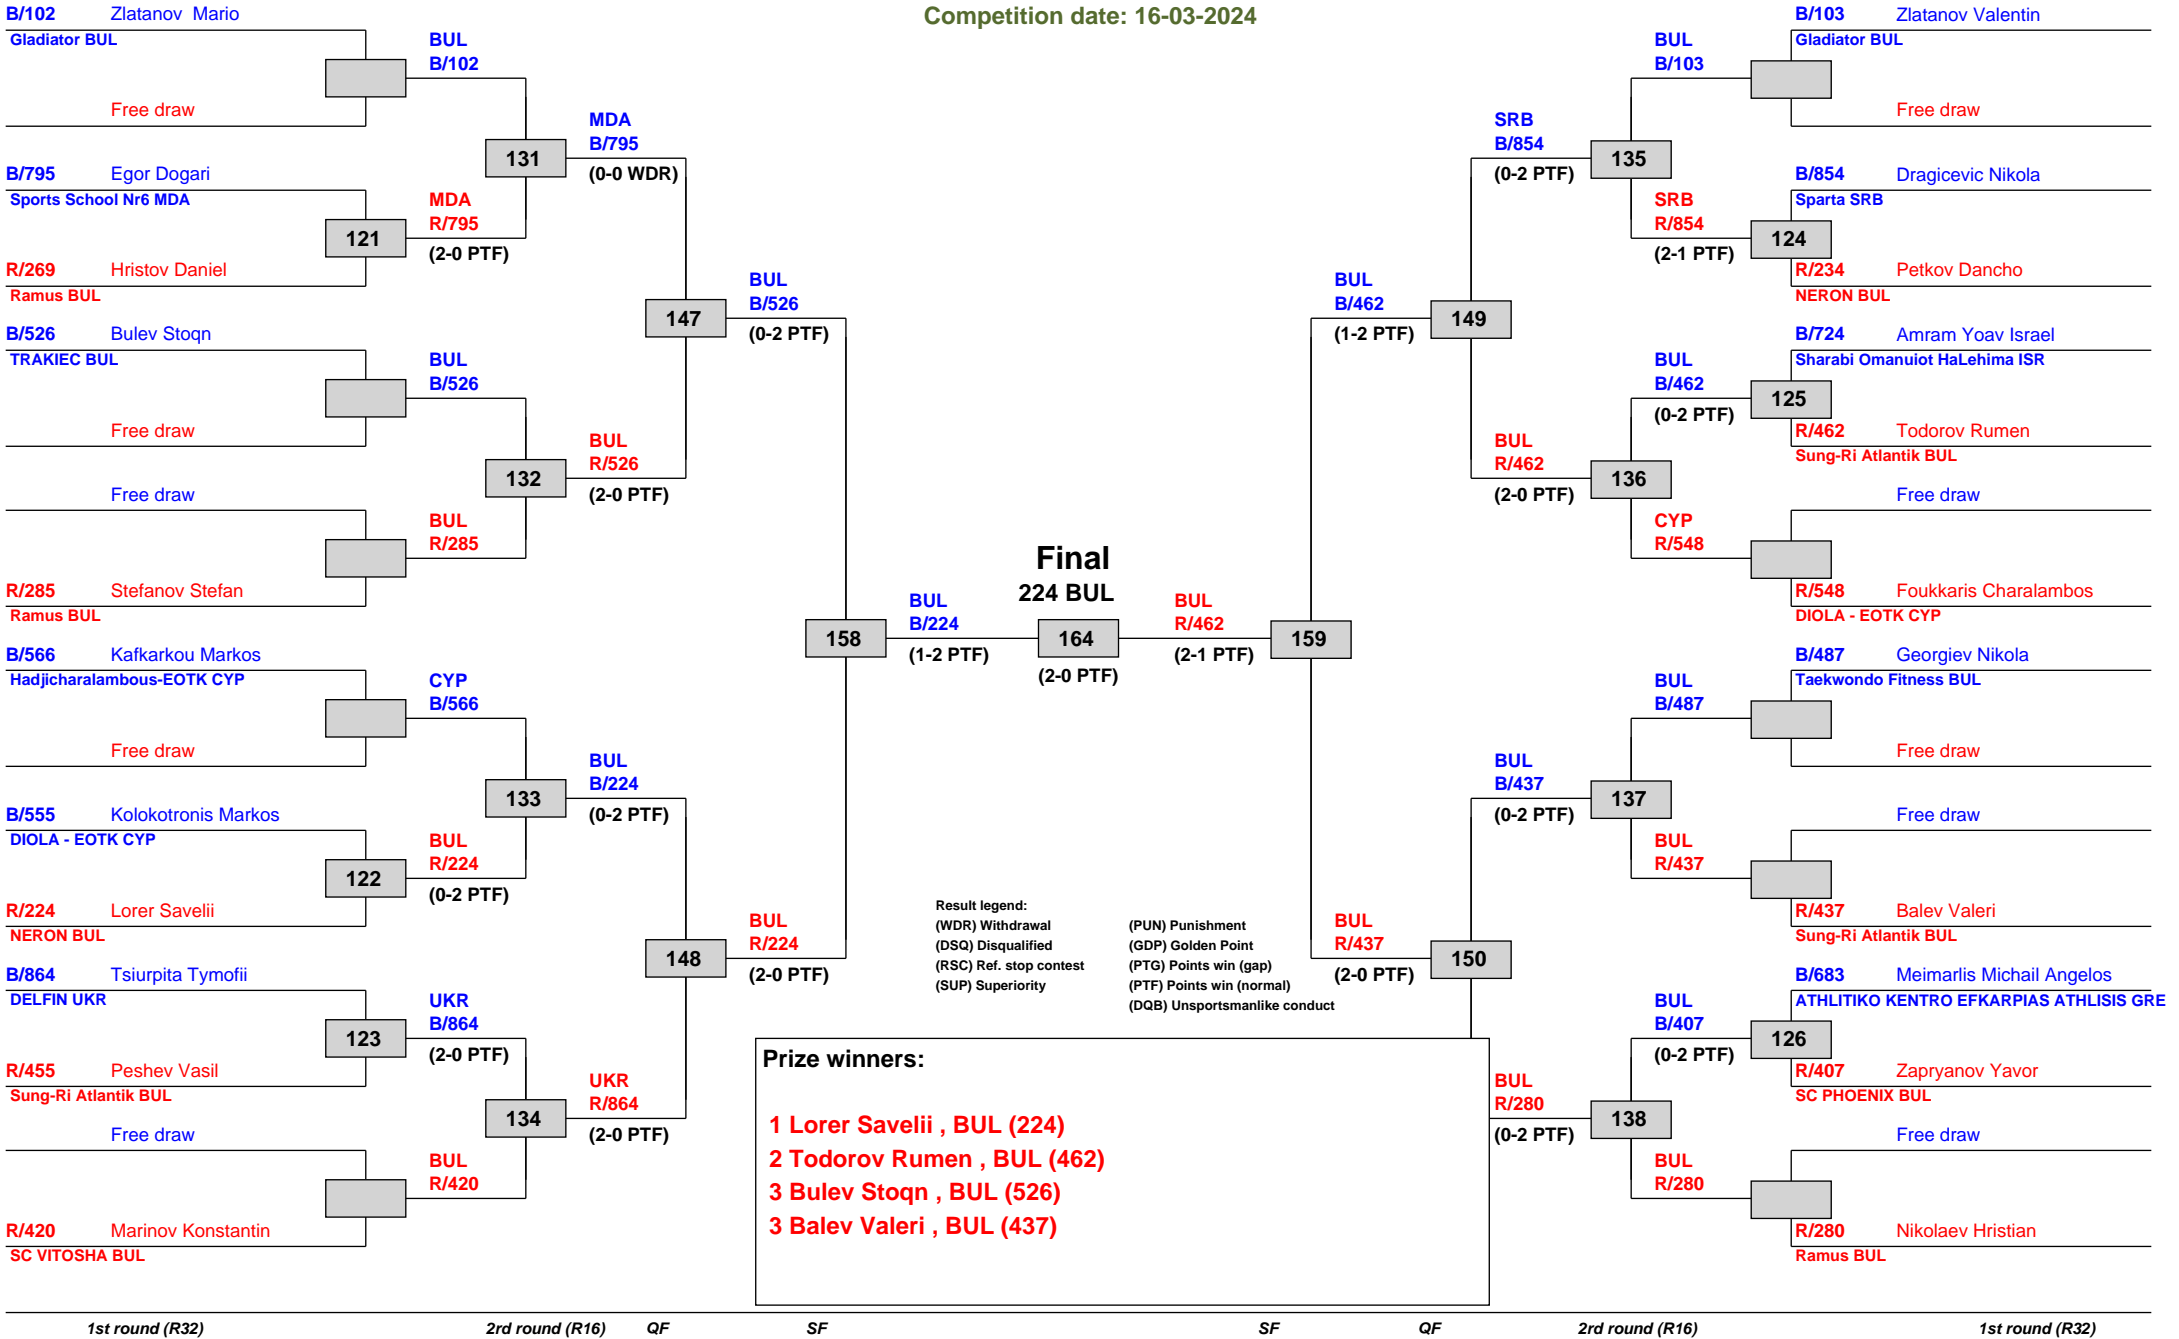 Competition date: 16-03-2024
B/102 Zlatanov  Mario
Gladiator BUL
Free draw
B/795 Egor Dogari
Sports School Nr6 MDA
R/269 Hristov Daniel
Ramus BUL
B/526 Bulev Stoqn
TRAKIEC BUL
Free draw
Free draw
R/285 Stefanov Stefan
Ramus BUL
B/566 Kafkarkou Markos
Hadjicharalambous-EOTK CYP
Free draw
B/555 Kolokotronis Markos
DIOLA - EOTK CYP
R/224 Lorer Savelii
NERON BUL
B/864 Tsiurpita Tymofii
DELFIN UKR
R/455 Peshev Vasil
Sung-Ri Atlantik BUL
Free draw
R/420 Marinov Konstantin
SC VITOSHA BUL
121
122
123
BUL
B/102
MDA
R/795
(2-0 PTF)
BUL
B/526
BUL
R/285
CYP
B/566
BUL
R/224
(0-2 PTF)
UKR
B/864
(2-0 PTF)
BUL
R/420
131
132
133
134
MDA
B/795
(0-0 WDR)
BUL
R/526
(2-0 PTF)
BUL
B/224
(0-2 PTF)
UKR
R/864
(2-0 PTF)
147
148
BUL
B/526
(0-2 PTF)
BUL
R/224
(2-0 PTF)
158
BUL
B/224
(1-2 PTF)
Final
224 BUL
164
(2-0 PTF)
BUL
R/462
(2-1 PTF)
159
BUL
B/462
(1-2 PTF)
BUL
R/437
(2-0 PTF)
149
150
SRB
B/854
(0-2 PTF)
BUL
R/462
(2-0 PTF)
BUL
B/437
(0-2 PTF)
BUL
R/280
(0-2 PTF)
135
136
137
138
BUL
B/103
SRB
R/854
(2-1 PTF)
BUL
B/462
(0-2 PTF)
CYP
R/548
BUL
B/487
BUL
R/437
BUL
B/407
(0-2 PTF)
BUL
R/280
124
125
126
B/103 Zlatanov Valentin
Gladiator BUL
Free draw
B/854 Dragicevic Nikola
Sparta SRB
R/234 Petkov Dancho
NERON BUL
B/724 Amram Yoav Israel
Sharabi Omanuiot HaLehima ISR
R/462 Todorov Rumen
Sung-Ri Atlantik BUL
Free draw
R/548 Foukkaris Charalambos
DIOLA - EOTK CYP
B/487 Georgiev Nikola
Taekwondo Fitness BUL
Free draw
Free draw
R/437 Balev Valeri
Sung-Ri Atlantik BUL
B/683 Meimarlis Michail Angelos
ATHLITIKO KENTRO EFKARPIAS ATHLISIS GRE
R/407 Zapryanov Yavor
SC PHOENIX BUL
Free draw
R/280 Nikolaev Hristian
Ramus BUL
Result legend:
(WDR) Withdrawal (PUN) Punishment
(DSQ) Disqualified (GDP) Golden Point
(RSC) Ref. stop contest (PTG) Points win (gap)
(SUP) Superiority (PTF) Points win (normal)
(DQB) Unsportsmanlike conduct
Prize winners:
1 Lorer Savelii , BUL (224)
2 Todorov Rumen , BUL (462)
3 Bulev Stoqn , BUL (526)
3 Balev Valeri , BUL (437)
1st round (R32) 2rd round (R16) QF SF SF QF 2rd round (R16) 1st round (R32)